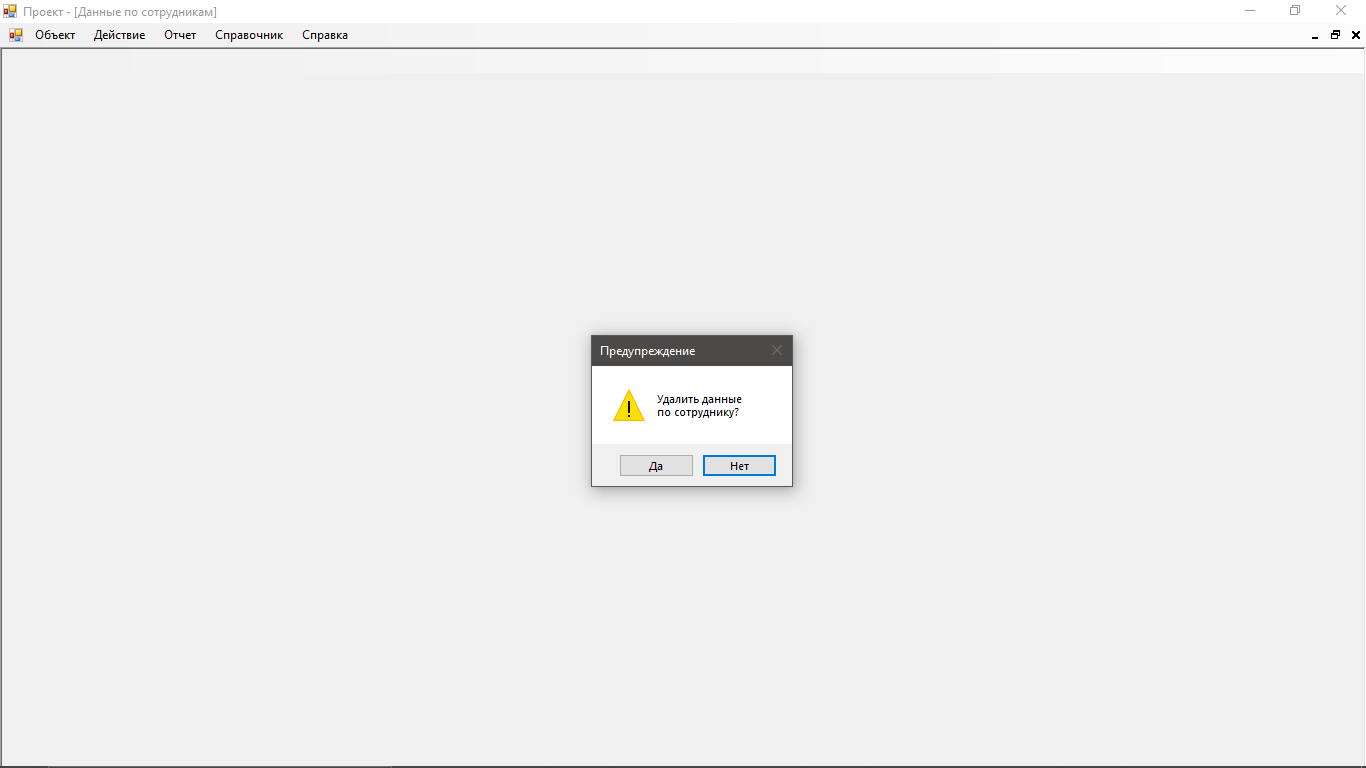 Проект - [Данные по сотрудникам]
Объект Действие Отчет Справочник Справка
Предупреждение
Удалить данные
по сотруднику?
Да Нет